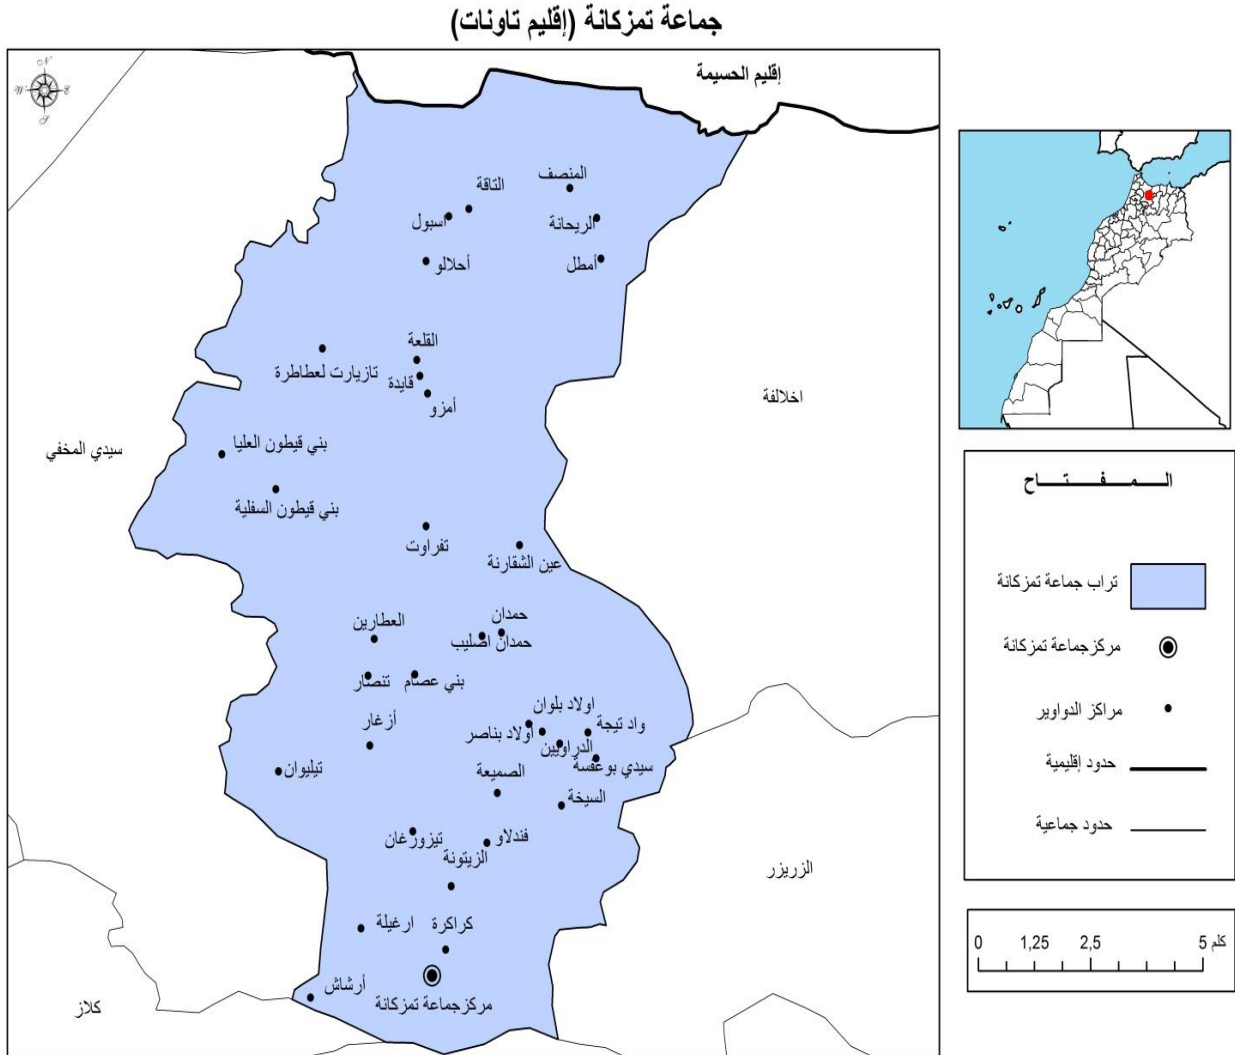 جماعة تمزكانة (إقليم تاونات)
N
W
E
S
إقليم الحسيمة
المنصف
التاقة
الريحانة
اسبول
أمطل
أحلالو
القلعة
تازيارت لعطاطرة
قايدة
أمزو
اخلالفة
سيدي المخفي
بني قيطون العليا
بني قيطون السفلية
تفراوت
عين الشقارنة
حمدان
العطارين
حمدان اصليب
تنصار
بني عصام
اولاد بلوان
أزغار
واد تيجة
أولاد بناصر
الدراويين
سيدي بوعفسة
تيليوان
الصميعة
السيخة
تيزورغان
فندلاو
الزيتونة
الزريزر
ارغيلة
كراكرة
أرشاش
مركزجماعة تمزكانة
كلاز
المفتاح
تراب جماعة تمزكانة
مركزجماعة تمزكانة
مراكز الدواوير
حدود إقليمية
حدود جماعية
0 1,25 2,5 5 كلم